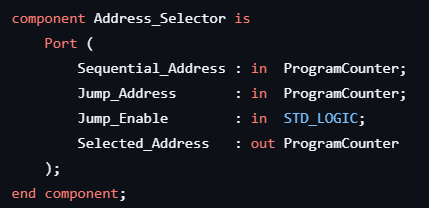 component Address_Selector is
    Port (
        Sequential_Address : in  ProgramCounter;
        Jump_Address       : in  ProgramCounter;
        Jump_Enable        : in  STD_LOGIC;
        Selected_Address   : out ProgramCounter
    );
end component;